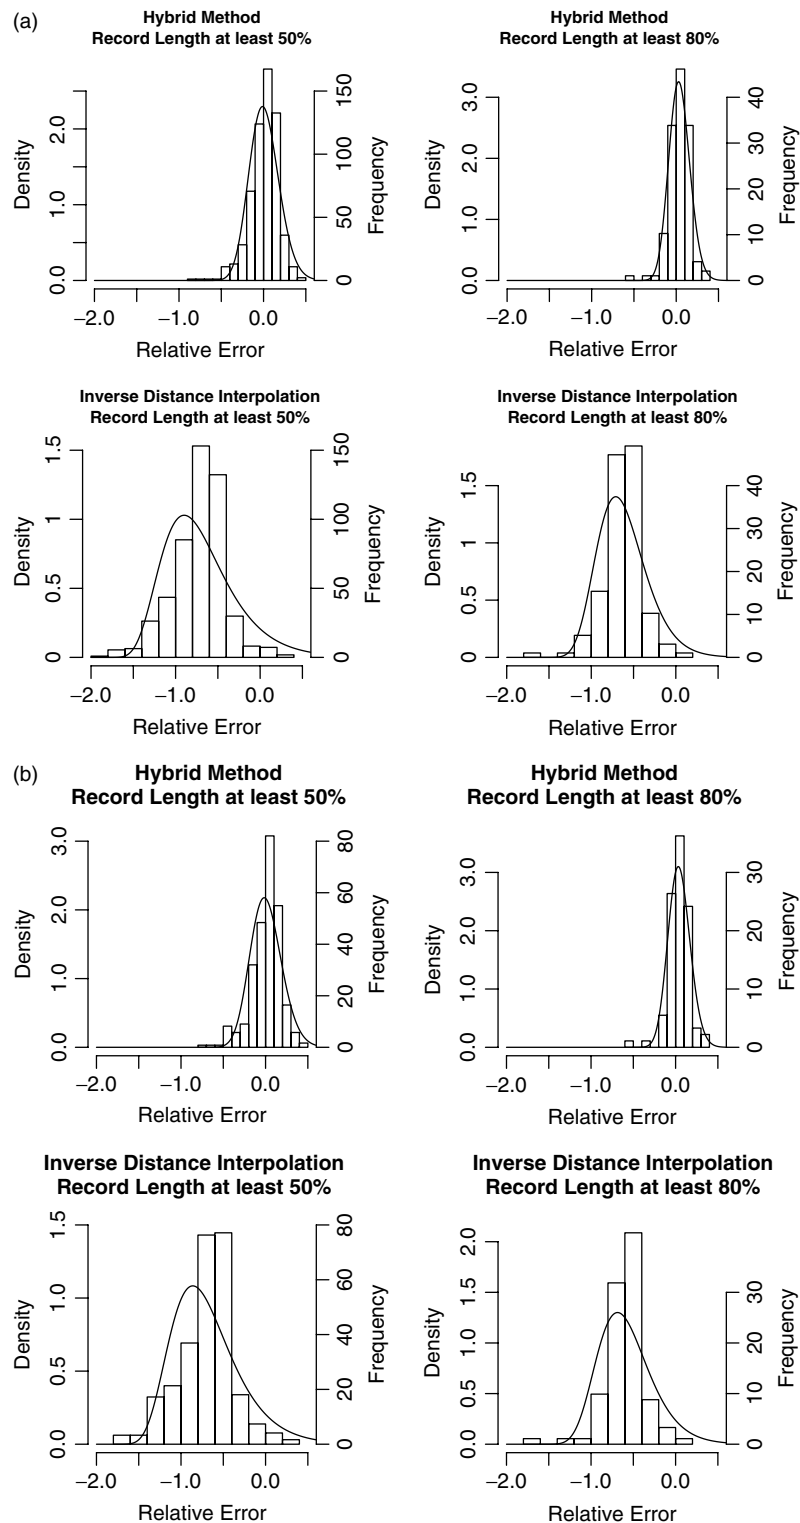 (a)
Hybrid Method
Record Length at least 50%
Density
0.0
1.0
2.0
Frequency
0
50
100
150
−2.0
−1.0
0.0
Relative Error
Hybrid Method
Record Length at least 80%
Density
0.0
1.0
2.0
3.0
Frequency
0
10
20
30
40
−2.0
−1.0
0.0
Relative Error
Inverse Distance Interpolation
Record Length at least 50%
Density
0
0.5
1
1.5
Frequency
0
50
100
150
−2.0
−1.0
0.0
Relative Error
Inverse Distance Interpolation
Record Length at least 80%
Density
0
0.5
1
1.5
Frequency
0
10
20
30
40
−2.0
−1.0
0.0
Relative Error
(b)
Hybrid Method
Record Length at least 50%
Density
0.0
1.0
2.0
3.0
Frequency
0
20
40
60
80
−2.0
−1.0
0.0
Relative Error
Hybrid Method
Record Length at least 80%
Density
0.0
1.0
2.0
3.0
Frequency
0
10
20
30
−2.0
−1.0
0.0
Relative Error
Inverse Distance Interpolation
Record Length at least 50%
Density
0.0
0.5
1.0
1.5
Frequency
0
20
40
60
80
−2.0
−1.0
0.0
Relative Error
Inverse Distance Interpolation
Record Length at least 80%
Density
0.0
0.5
1.0
1.5
2.0
Frequency
0
10
20
30
−2.0
−1.0
0.0
Relative Error